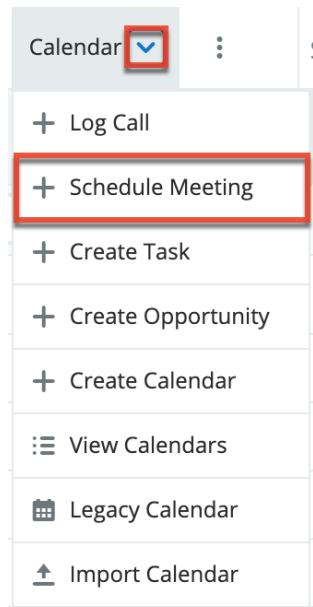 Calendar
Log Call
Schedule Meeting
Create Task
Create Opportunity
Create Calendar
View Calendars
Legacy Calendar
Import Calendar